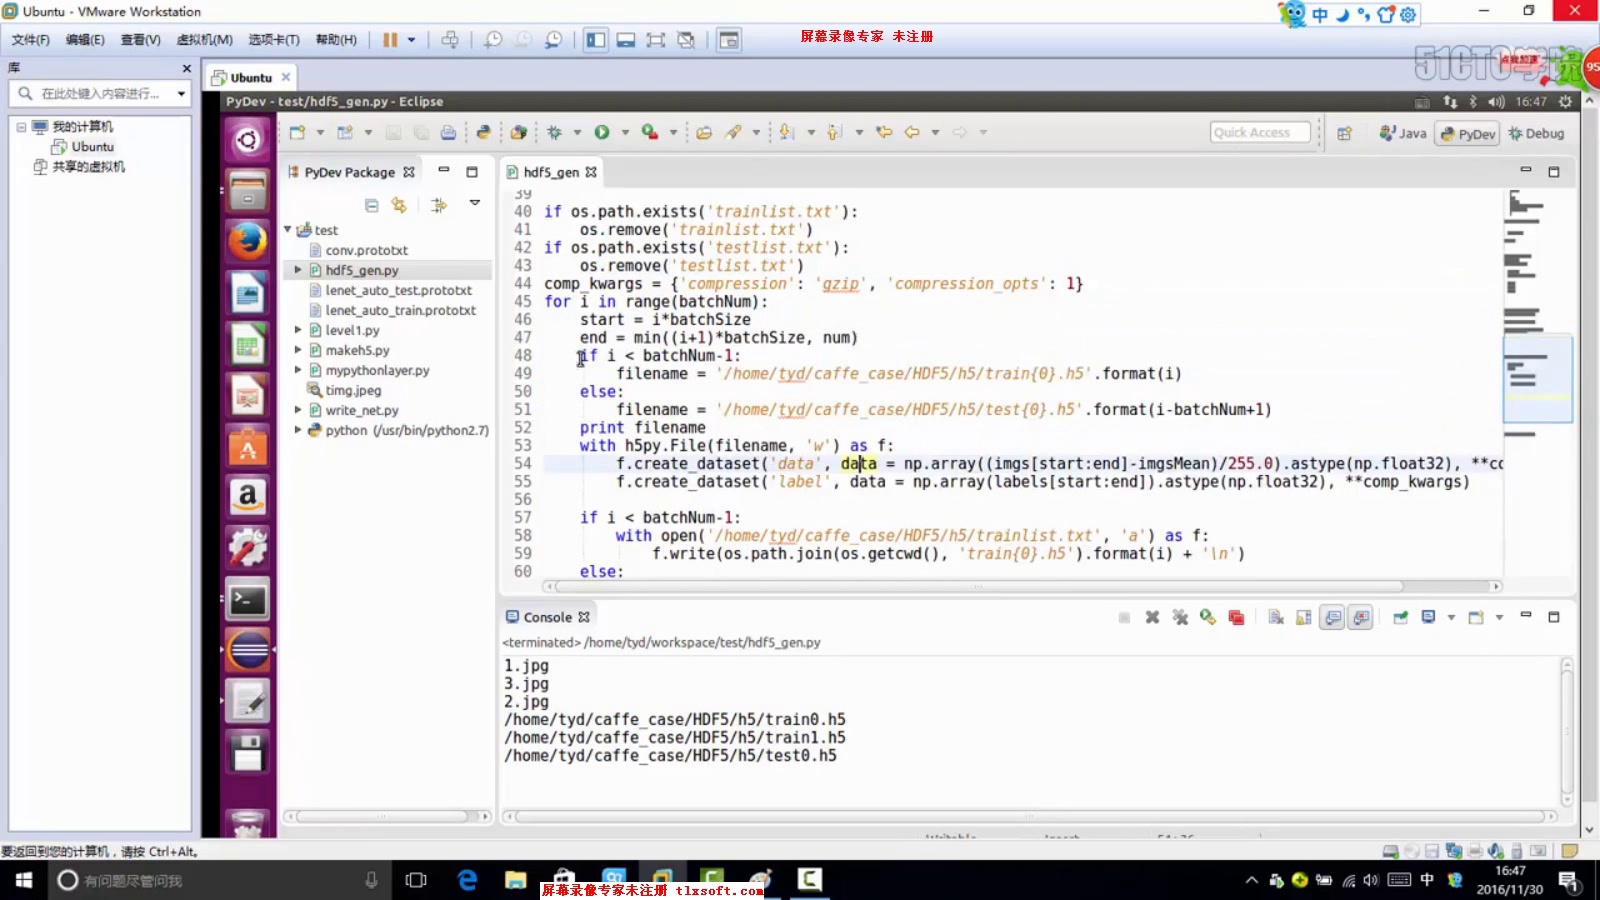 Ubuntu - VMware Workstation
中
文件(F) 编辑(E) 查看(V) 虚拟机(M) 选项卡(T) 帮助(H)
屏幕录像专家 未注册
51CTO学院
点我加速
95
库
Ubuntu
在此处键入内容进行...
我的计算机
Ubuntu
共享的虚拟机
PyDev - test/hdf5_gen.py - Eclipse
16:47
Quick Access
Java
PyDev
Debug
PyDev Package
hdf5_gen
test
conv.prototxt
hdf5_gen.py
lenet_auto_test.prototxt
lenet_auto_train.prototxt
level1.py
makeh5.py
mypythonlayer.py
timg.jpeg
write_net.py
python (/usr/bin/python2.7)
39
40 if os.path.exists('trainlist.txt'):
41 os.remove('trainlist.txt')
42 if os.path.exists('testlist.txt'):
43 os.remove('testlist.txt')
44 comp_kwargs = {'compression': 'gzip', 'compression_opts': 1}
45 for i in range(batchNum):
46 start = i*batchSize
47 end = min((i+1)*batchSize, num)
48 if i < batchNum-1:
49 filename = '/home/tyd/caffe_case/HDF5/h5/train{0}.h5'.format(i)
50 else:
51 filename = '/home/tyd/caffe_case/HDF5/h5/test{0}.h5'.format(i-batchNum+1)
52 print filename
53 with h5py.File(filename, 'w') as f:
54 f.create_dataset('data', data = np.array((imgs[start:end]-imgsMean)/255.0).astype(np.float32), **co
55 f.create_dataset('label', data = np.array(labels[start:end]).astype(np.float32), **comp_kwargs)
56
57 if i < batchNum-1:
58 with open('/home/tyd/caffe_case/HDF5/h5/trainlist.txt', 'a') as f:
59 f.write(os.path.join(os.getcwd(), 'train{0}.h5').format(i) + '\n')
60 else:
Console
<terminated> /home/tyd/workspace/test/hdf5_gen.py
1.jpg
3.jpg
2.jpg
/home/tyd/caffe_case/HDF5/h5/train0.h5
/home/tyd/caffe_case/HDF5/h5/train1.h5
/home/tyd/caffe_case/HDF5/h5/test0.h5
要返回到您的计算机，请按 Ctrl+Alt。
有问题尽管问我
屏幕录像专家未注册 tlxsoft.com
中
16:47
2016/11/30
1